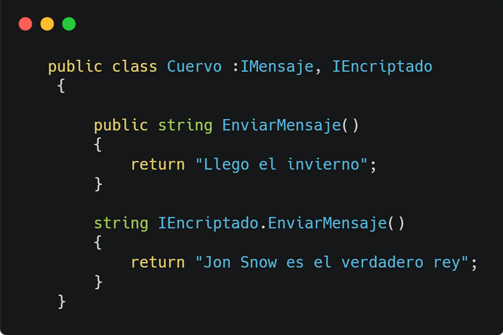 public class Cuervo :IMensaje, IEncriptado
{
public string EnviarMensaje()
{
return "Llego el invierno";
}
string IEncriptado.EnviarMensaje()
{
return "Jon Snow es el verdadero rey";
}
}